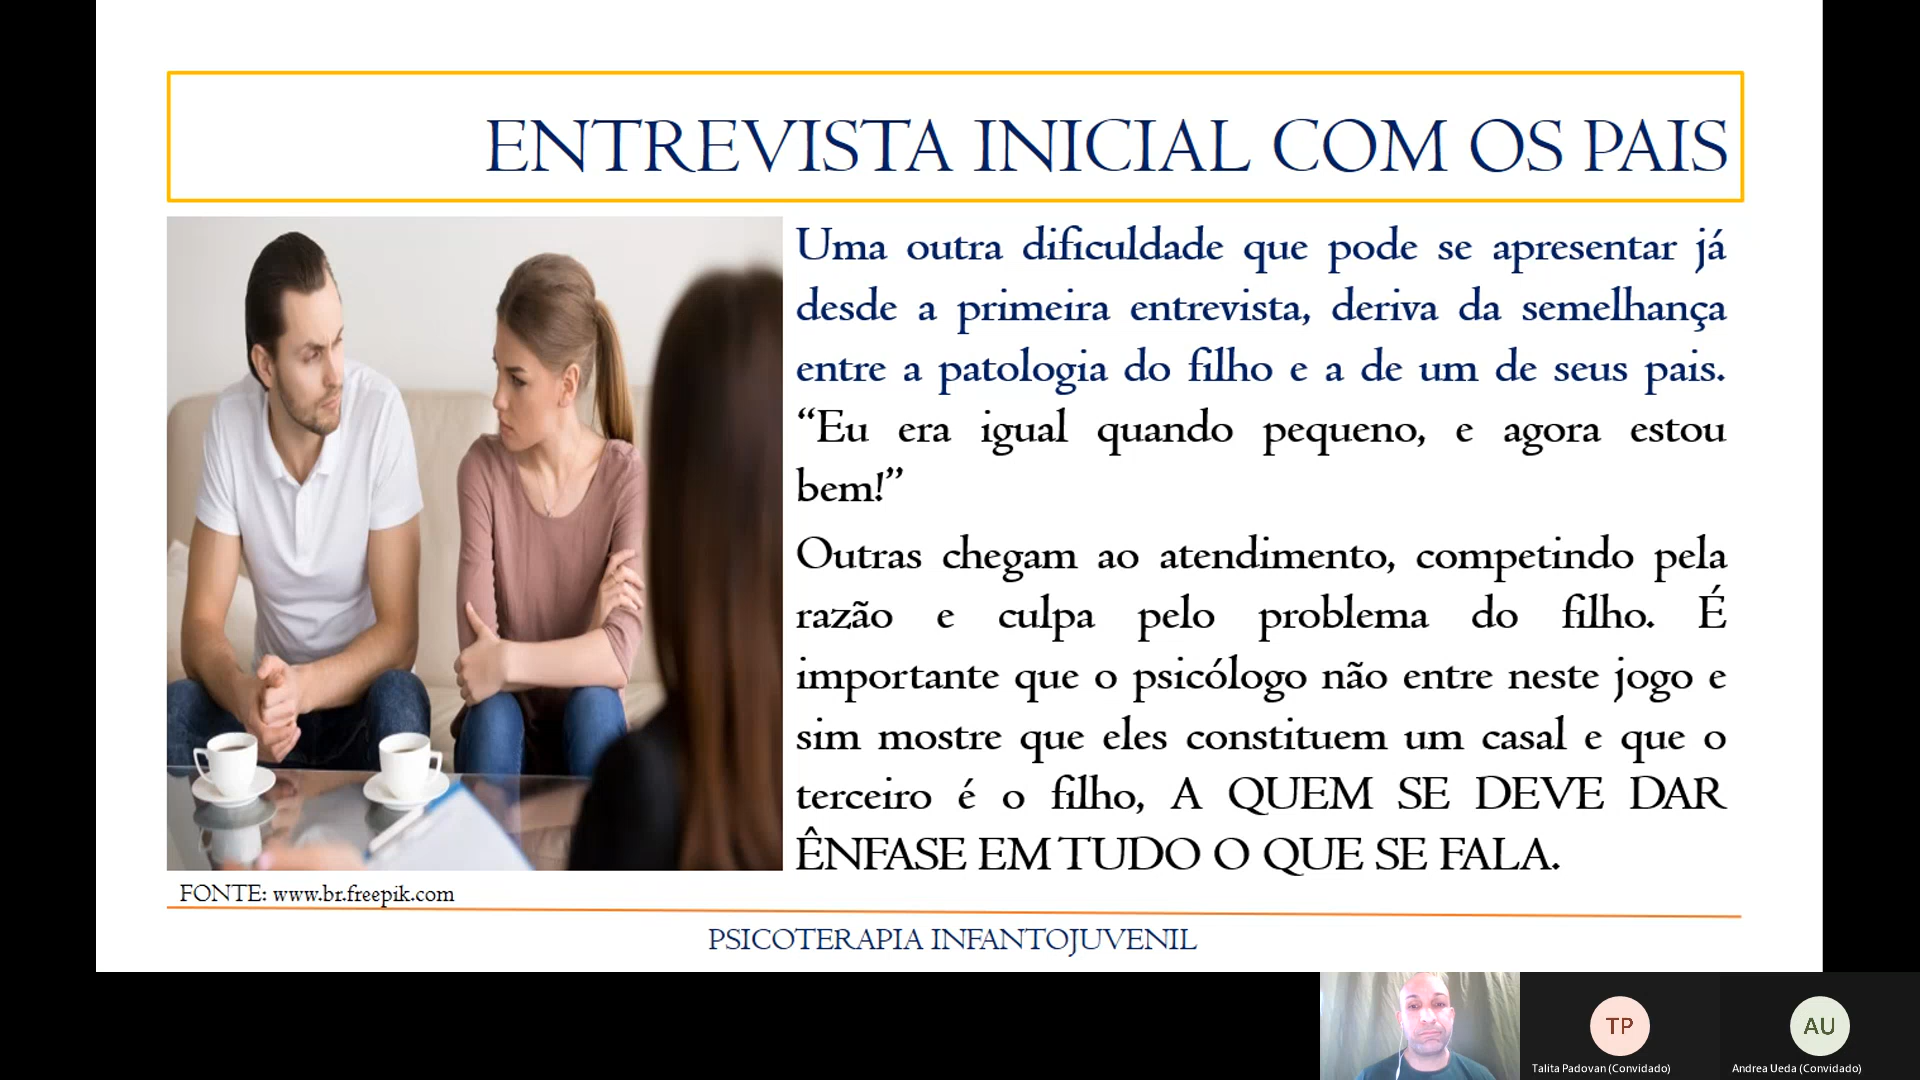 ENTREVISTA INICIAL COM OS PAIS
Uma outra dificuldade que pode se apresentar já
desde a primeira entrevista, deriva da semelhança
entre a patologia do filho e a de um de seus pais.
“Eu era igual quando pequeno, e agora estou
bem!”
Outras chegam ao atendimento, competindo pela
razão e culpa pelo problema do filho. É
importante que o psicólogo não entre neste jogo e
sim mostre que eles constituem um casal e que o
terceiro é o filho, A QUEM SE DEVE DAR
ÊNFASE EM TUDO O QUE SE FALA.
FONTE: www.br.freepik.com
PSICOTERAPIA INFANTOJUVENIL
TP
AU
Talita Padovan (Convidado)
Andrea Ueda (Convidado)